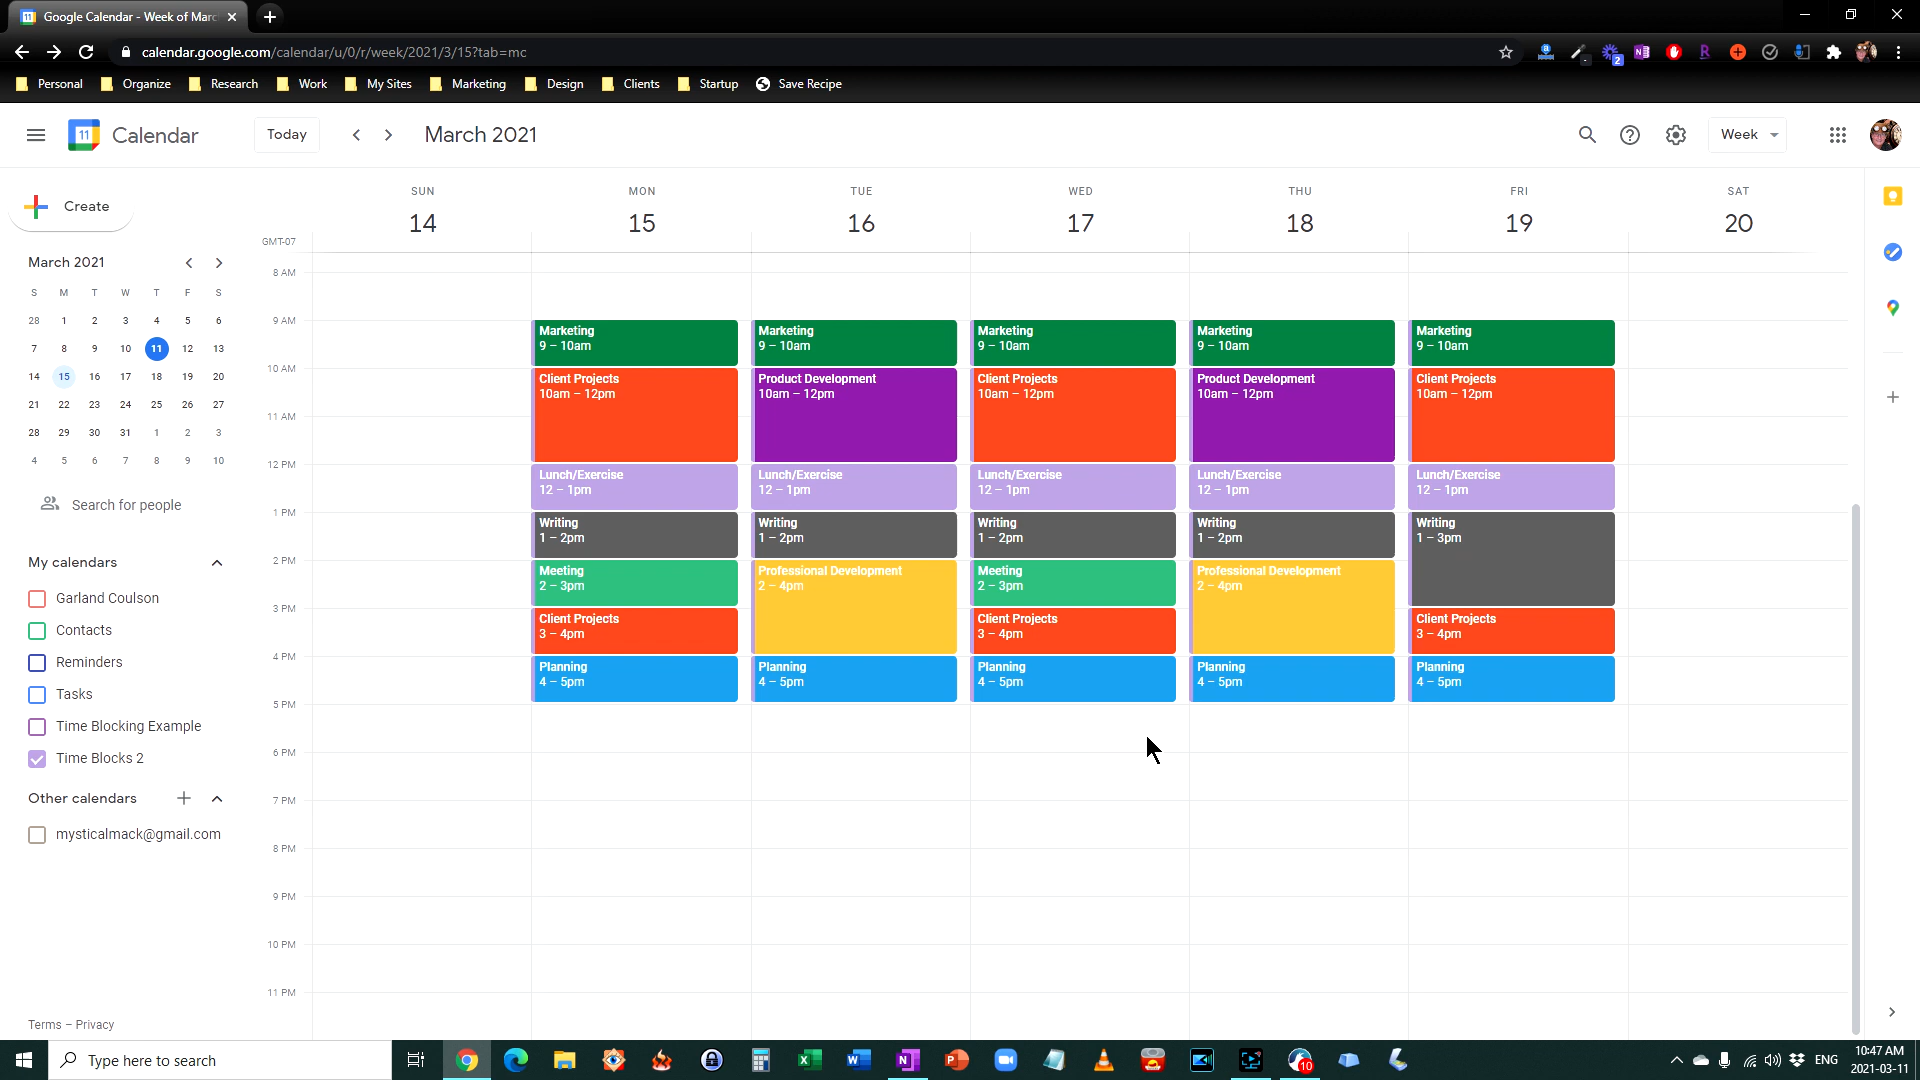 Google Calendar - Week of Marc
calendar.google.com/calendar/u/0/r/week/2021/3/15?tab=mc
2
Personal Organize Research Work My Sites Marketing Design Clients Startup Save Recipe
11 Calendar Today March 2021 Week
Create
SUN MON TUE WED THU FRI SAT
14 15 16 17 18 19 20
GMT-07
March 2021
S M T W T F S
28 1 2 3 4 5 6
7 8 9 10 11 12 13
14 15 16 17 18 19 20
21 22 23 24 25 26 27
28 29 30 31 1 2 3
4 5 6 7 8 9 10
Search for people
My calendars
Garland Coulson
Contacts
Reminders
Tasks
Time Blocking Example
Time Blocks 2
Other calendars
mysticalmack@gmail.com
Terms – Privacy
8 AM
9 AM
10 AM
11 AM
12 PM
1 PM
2 PM
3 PM
4 PM
5 PM
6 PM
7 PM
8 PM
9 PM
10 PM
11 PM
Marketing
9 – 10am
Client Projects
10am – 12pm
Lunch/Exercise
12 – 1pm
Writing
1 – 2pm
Meeting
2 – 3pm
Client Projects
3 – 4pm
Planning
4 – 5pm
Marketing
9 – 10am
Product Development
10am – 12pm
Lunch/Exercise
12 – 1pm
Writing
1 – 2pm
Professional Development
2 – 4pm
Planning
4 – 5pm
Marketing
9 – 10am
Client Projects
10am – 12pm
Lunch/Exercise
12 – 1pm
Writing
1 – 2pm
Meeting
2 – 3pm
Client Projects
3 – 4pm
Planning
4 – 5pm
Marketing
9 – 10am
Product Development
10am – 12pm
Lunch/Exercise
12 – 1pm
Writing
1 – 2pm
Professional Development
2 – 4pm
Planning
4 – 5pm
Marketing
9 – 10am
Client Projects
10am – 12pm
Lunch/Exercise
12 – 1pm
Writing
1 – 3pm
Client Projects
3 – 4pm
Planning
4 – 5pm
Type here to search
10
ENG
10:47 AM
2021-03-11